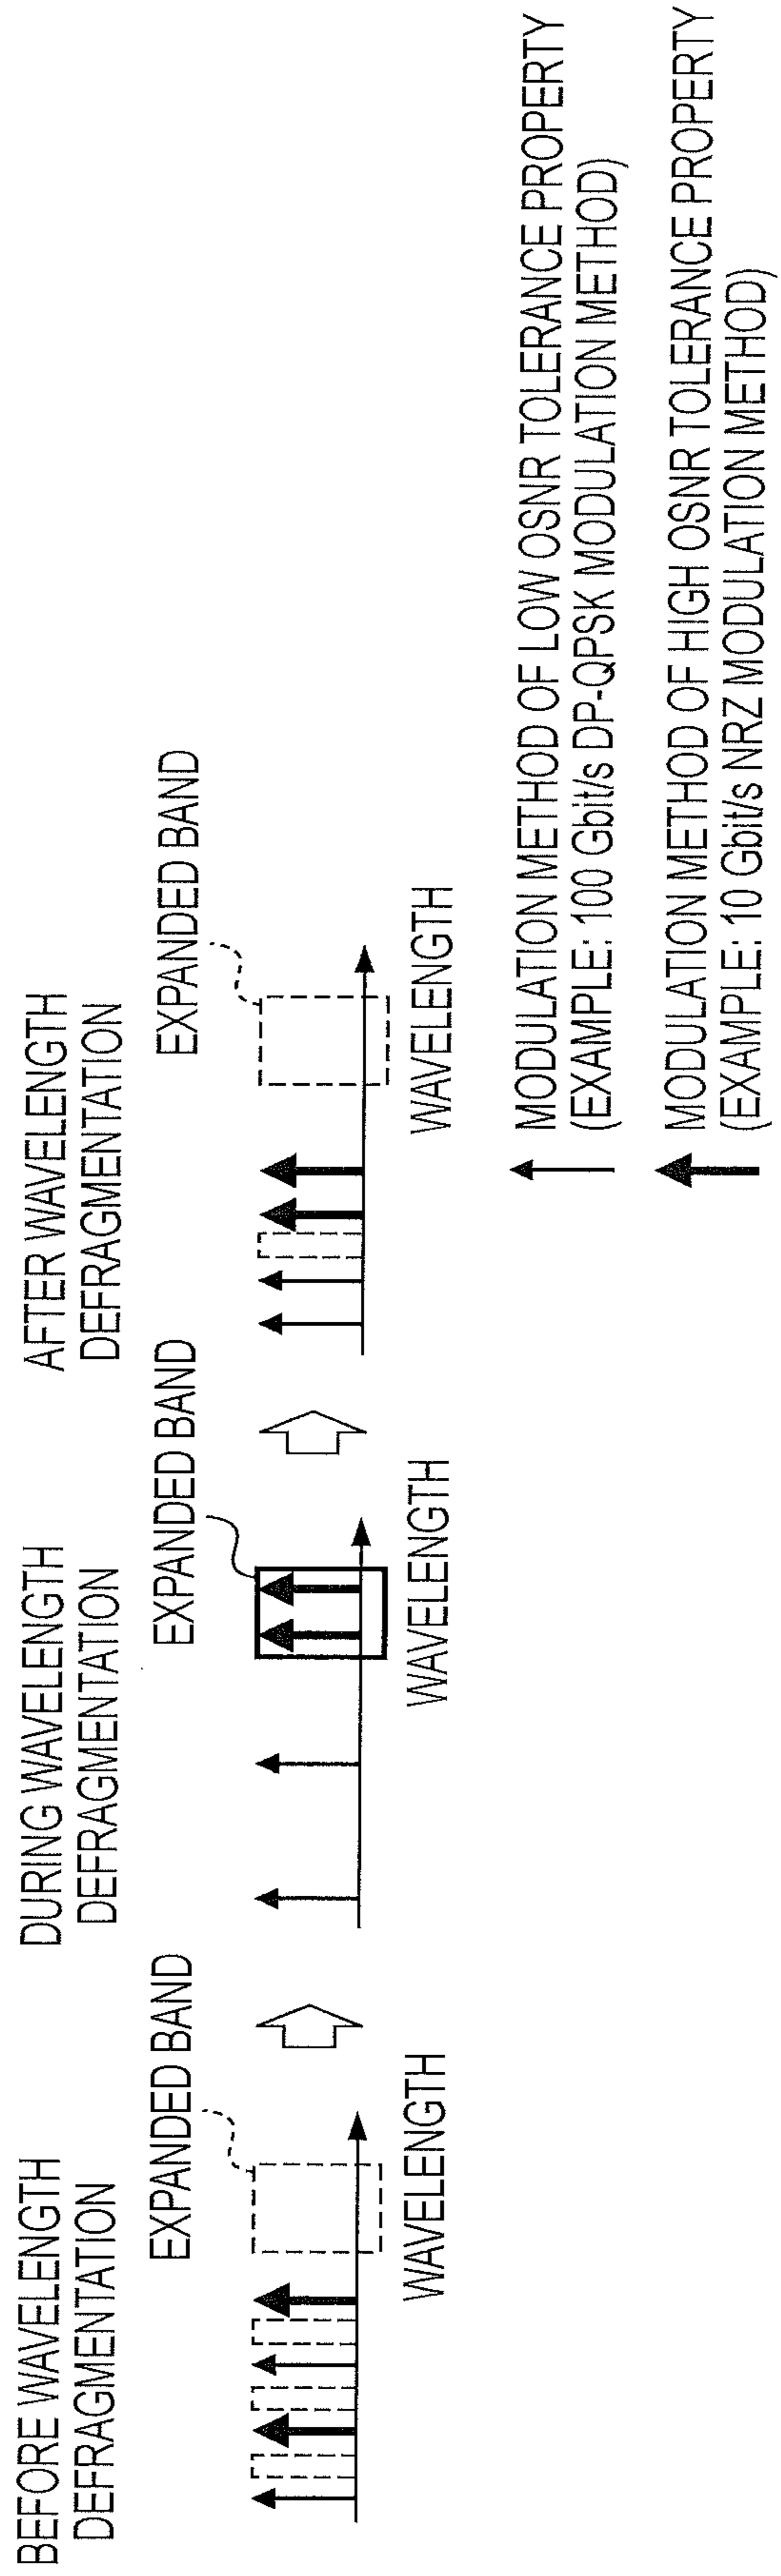 BEFORE WAVELENGTH
DEFRAGMENTATION
EXPANDED BAND
WAVELENGTH
DURING WAVELENGTH
DEFRAGMENTATION
EXPANDED BAND
WAVELENGTH
AFTER WAVELENGTH
DEFRAGMENTATION
EXPANDED BAND
WAVELENGTH
MODULATION METHOD OF LOW OSNR TOLERANCE PROPERTY
(EXAMPLE: 100 Gbit/s DP-QPSK MODULATION METHOD)
MODULATION METHOD OF HIGH OSNR TOLERANCE PROPERTY
(EXAMPLE: 10 Gbit/s NRZ MODULATION METHOD)